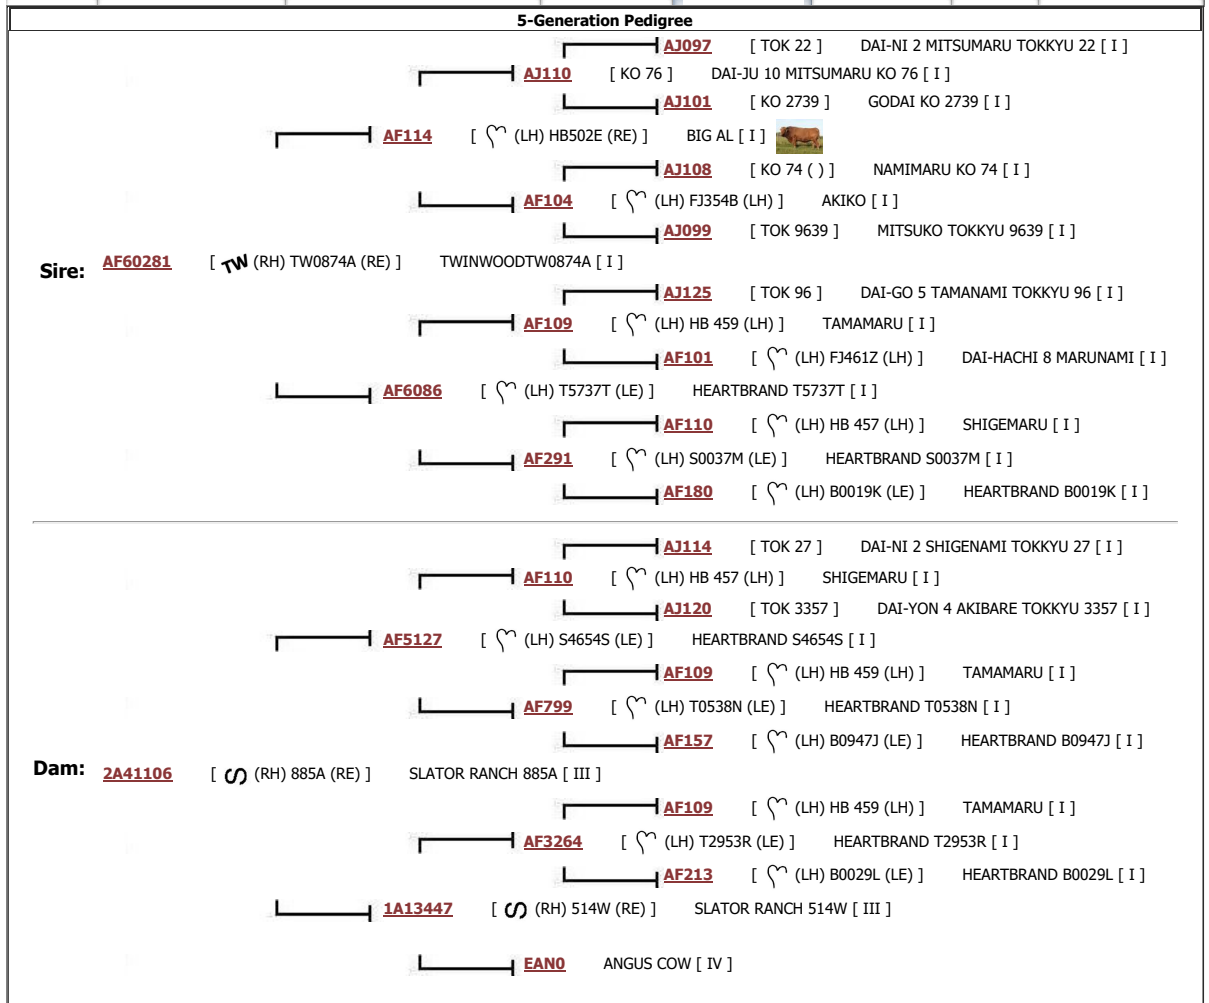 5-Generation Pedigree
AJ097 [ TOK 22 ] DAI-NI 2 MITSUMARU TOKKYU 22 [ I ]
AJ110 [ KO 76 ] DAI-JU 10 MITSUMARU KO 76 [ I ]
AJ101 [ KO 2739 ] GODAI KO 2739 [ I ]
AF114 [ (LH) HB502E (RE) ] BIG AL [ I ]
AJ108 [ KO 74 ( ) ] NAMIMARU KO 74 [ I ]
AF104 [ (LH) FJ354B (LH) ] AKIKO [ I ]
AJ099 [ TOK 9639 ] MITSUKO TOKKYU 9639 [ I ]
Sire: AF60281 [ TW (RH) TW0874A (RE) ] TWINWOODTW0874A [ I ]
AJ125 [ TOK 96 ] DAI-GO 5 TAMANAMI TOKKYU 96 [ I ]
AF109 [ (LH) HB 459 (LH) ] TAMAMARU [ I ]
AF101 [ (LH) FJ461Z (LH) ] DAI-HACHI 8 MARUNAMI [ I ]
AF6086 [ (LH) T5737T (LE) ] HEARTBRAND T5737T [ I ]
AF110 [ (LH) HB 457 (LH) ] SHIGEMARU [ I ]
AF291 [ (LH) S0037M (LE) ] HEARTBRAND S0037M [ I ]
AF180 [ (LH) B0019K (LE) ] HEARTBRAND B0019K [ I ]
AJ114 [ TOK 27 ] DAI-NI 2 SHIGENAMI TOKKYU 27 [ I ]
AF110 [ (LH) HB 457 (LH) ] SHIGEMARU [ I ]
AJ120 [ TOK 3357 ] DAI-YON 4 AKIBARE TOKKYU 3357 [ I ]
AF5127 [ (LH) S4654S (LE) ] HEARTBRAND S4654S [ I ]
AF109 [ (LH) HB 459 (LH) ] TAMAMARU [ I ]
AF799 [ (LH) T0538N (LE) ] HEARTBRAND T0538N [ I ]
AF157 [ (LH) B0947J (LE) ] HEARTBRAND B0947J [ I ]
Dam: 2A41106 [ S (RH) 885A (RE) ] SLATOR RANCH 885A [ III ]
AF109 [ (LH) HB 459 (LH) ] TAMAMARU [ I ]
AF3264 [ (LH) T2953R (LE) ] HEARTBRAND T2953R [ I ]
AF213 [ (LH) B0029L (LE) ] HEARTBRAND B0029L [ I ]
1A13447 [ S (RH) 514W (RE) ] SLATOR RANCH 514W [ III ]
EAN0 ANGUS COW [ IV ]